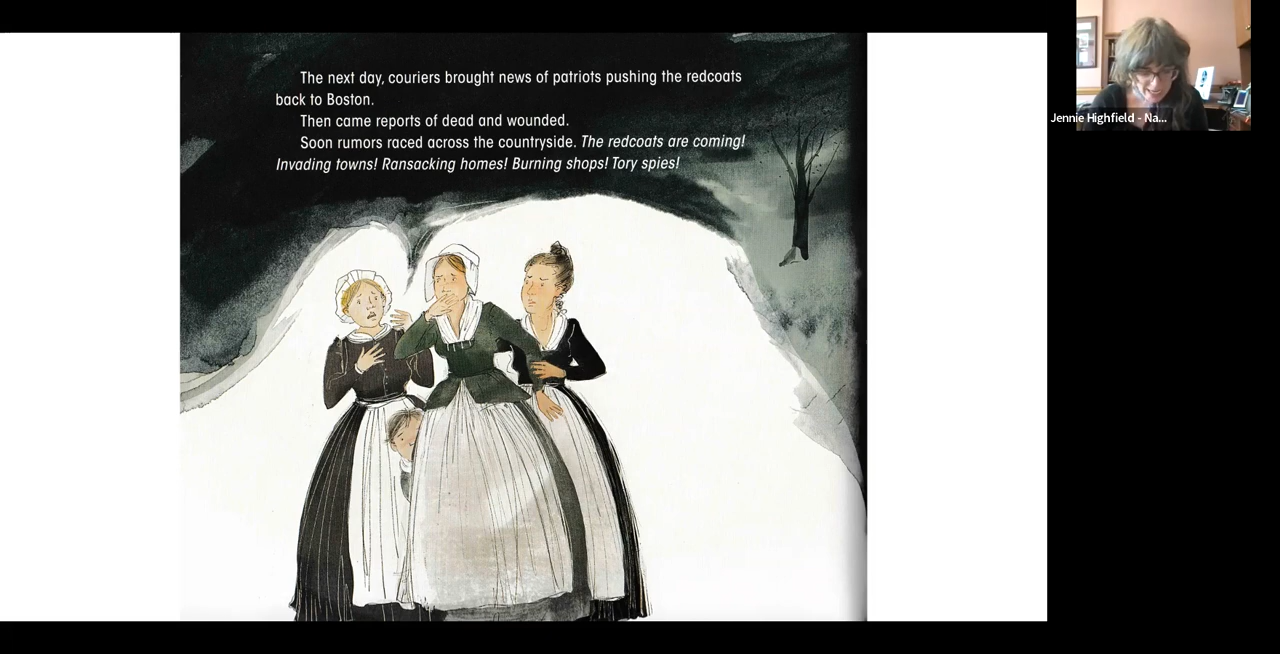 The next day, couriers brought news of patriots pushing the redcoats
back to Boston.
Then came reports of dead and wounded.
Soon rumors raced across the countryside. The redcoats are coming!
Invading towns! Ransacking homes! Burning shops! Tory spies!
Jennie Highfield - Na...